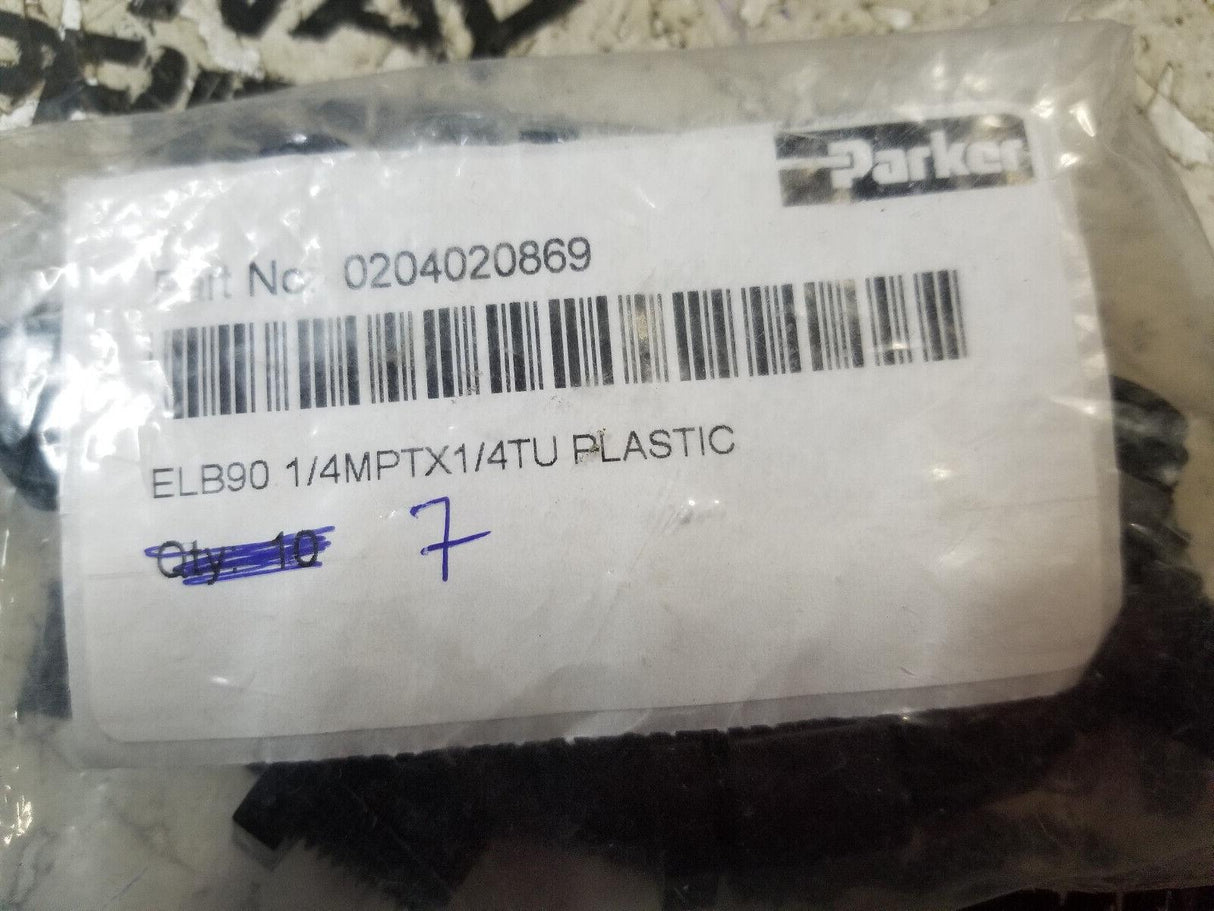 Parker
Part No: 0204020869
ELB90 1/4MPTX1/4TU PLASTIC
Qty: 10 7